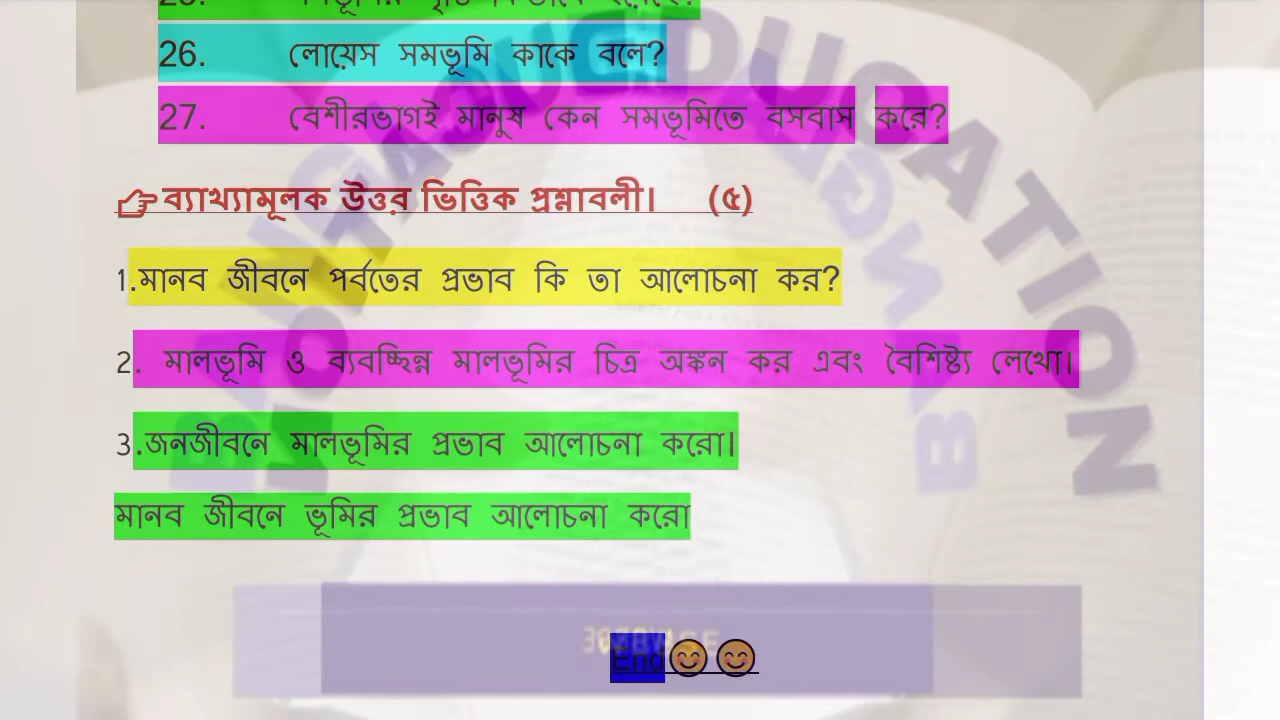 26. লোয়েস সমভূমি কাকে বলে?
27. বেশীরভাগই মানুষ কেন সমভূমিতে বসবাস করে?
ব্যাখ্যামূলক উত্তর ভিত্তিক প্রশ্নাবলী। (৫)
1.মানব জীবনে পর্বতের প্রভাব কি তা আলোচনা কর?
2. মালভূমি ও ব্যবচ্ছিন্ন মালভূমির চিত্র অঙ্কন কর এবং বৈশিষ্ট্য লেখো।
3.জনজীবনে মালভূমির প্রভাব আলোচনা করো।
মানব জীবনে ভূমির প্রভাব আলোচনা করো
End